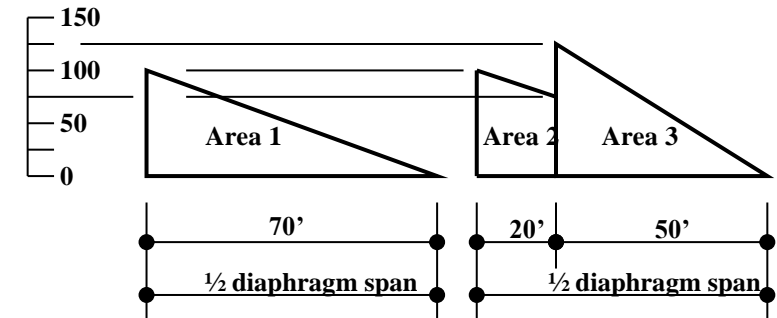 150
100
50
0
Area 1
Area 2
Area 3
70’
20’
50’
½ diaphragm span
½ diaphragm span